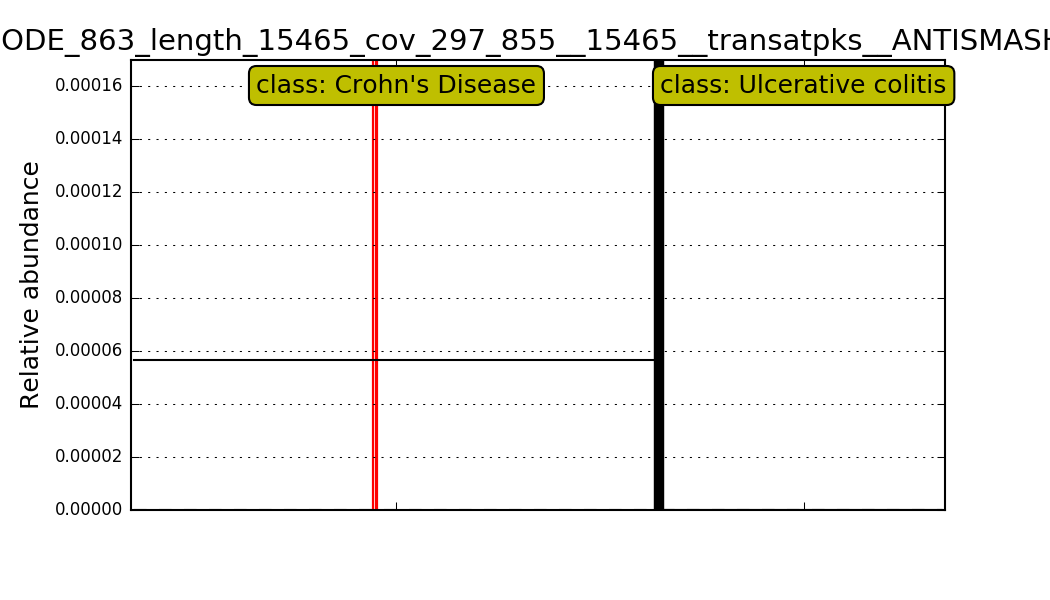 ODE_863_length_15465_cov_297_855__15465__transatpks__ANTISMASH
class: Crohn's Disease
class: Ulcerative colitis
Relative abundance
0.00016
0.00014
0.00012
0.00010
0.00008
0.00006
0.00004
0.00002
0.00000